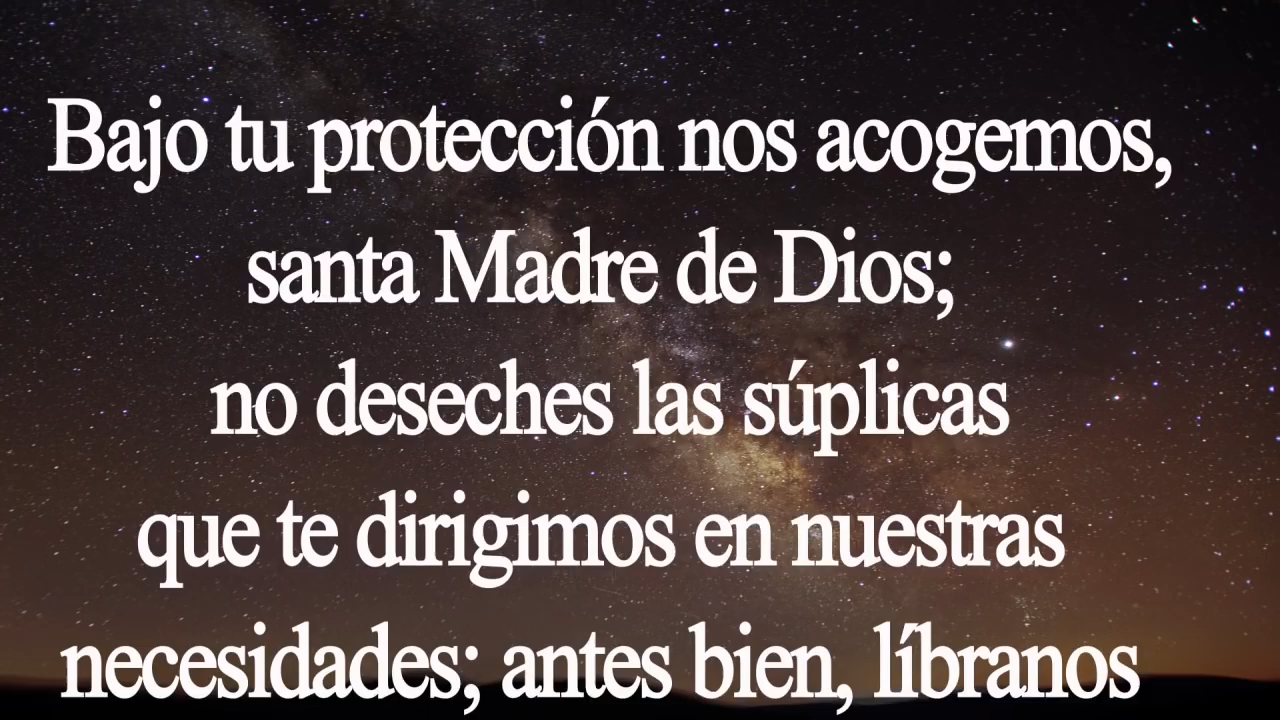 Bajo tu protección nos acogemos,
santa Madre de Dios;
no deseches las súplicas
que te dirigimos en nuestras
necesidades; antes bien, líbranos